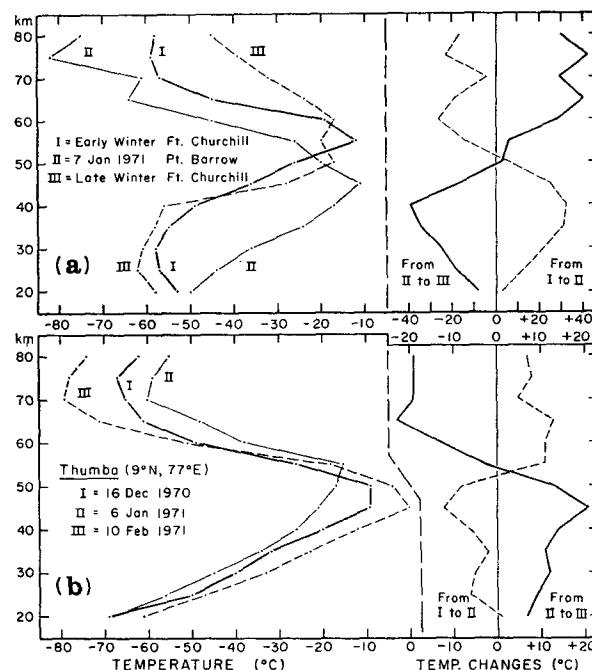 km
80
70
60
50
40
30
20
II
I
III
I = Early Winter Ft. Churchill
II = 7 Jan 1971 Pt. Barrow
III = Late Winter Ft. Churchill
(a)
III
I
II
From
II to III
From
I to II
-80 -70 -60 -50 -40 -30 -20 -10
-40 -20 0 +20 +40
km
80
70
60
50
40
30
20
-20 -10 0 +10 +20
III
I
II
Thumba (9°N, 77°E)
I = 16 Dec 1970
II = 6 Jan 1971
III = 10 Feb 1971
(b)
From
I to II
From
II to III
-80 -70 -60 -50 -40 -30 -20 -10 0 -10 0 +10 +20
TEMPERATURE (°C)
TEMP. CHANGES (°C)